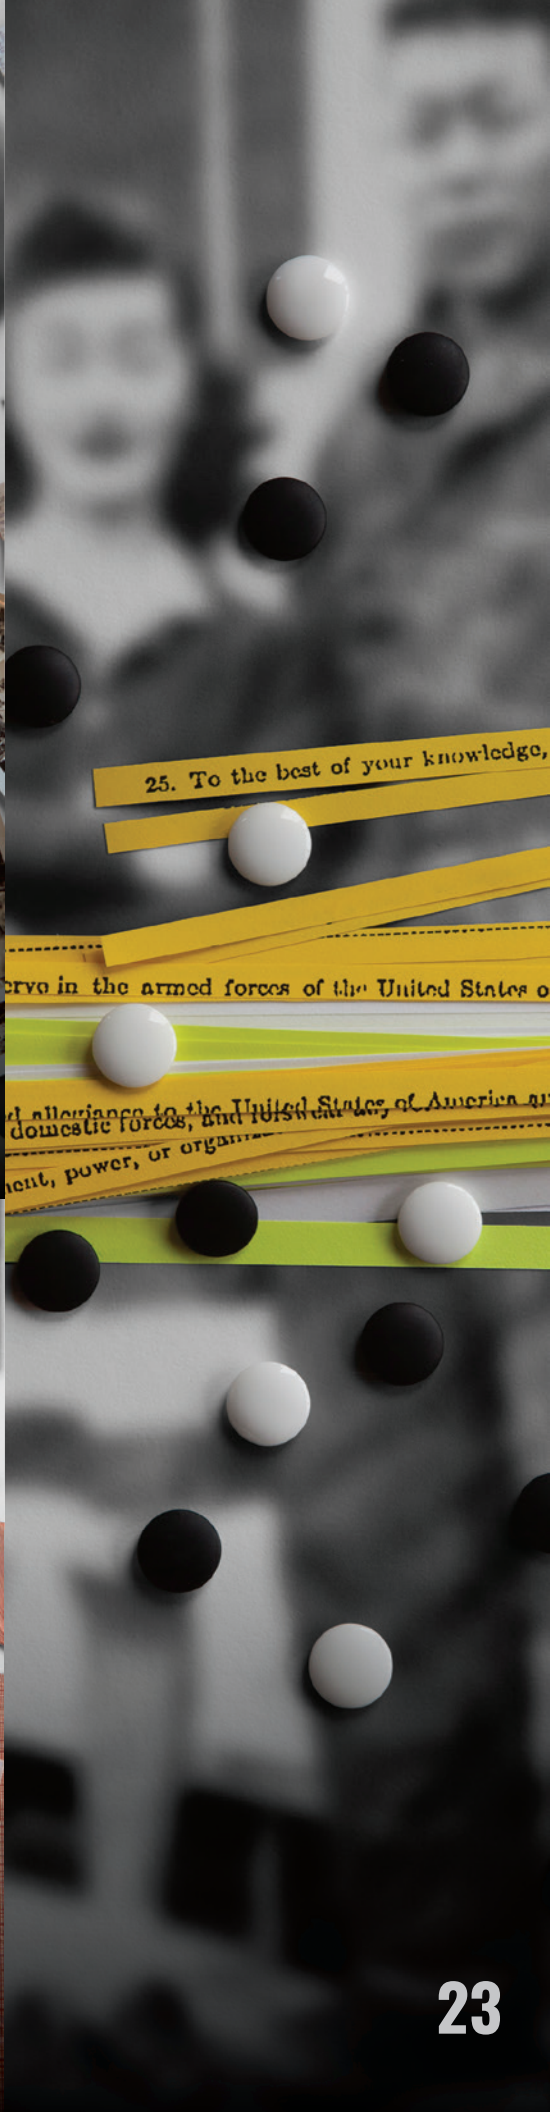 25. To the best of your knowledge,
in the armed forces of the United States o
allegiance to the United States of America
domestic forces, and
ent, power, or
23